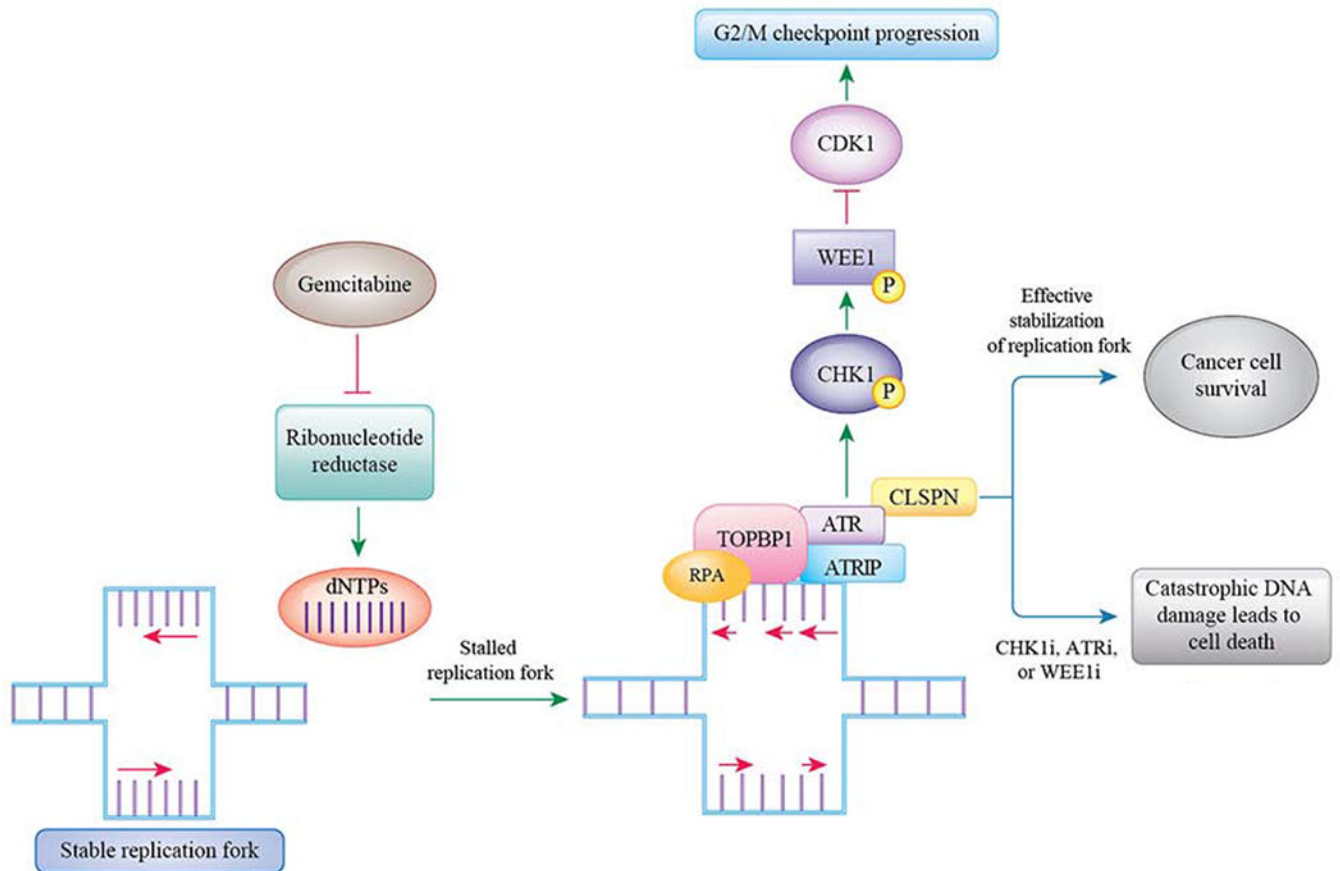 G2/M checkpoint progression
CDK1
WEE1
P
CHK1
P
Gemcitabine
Ribonucleotide
reductase
dNTPs
Stable replication fork
Stalled
replication fork
CLSPN
ATR
TOPBP1
ATRIP
RPA
Effective
stabilization
of replication fork
Cancer cell
survival
CHK1i, ATRi,
or WEE1i
Catastrophic DNA
damage leads to
cell death